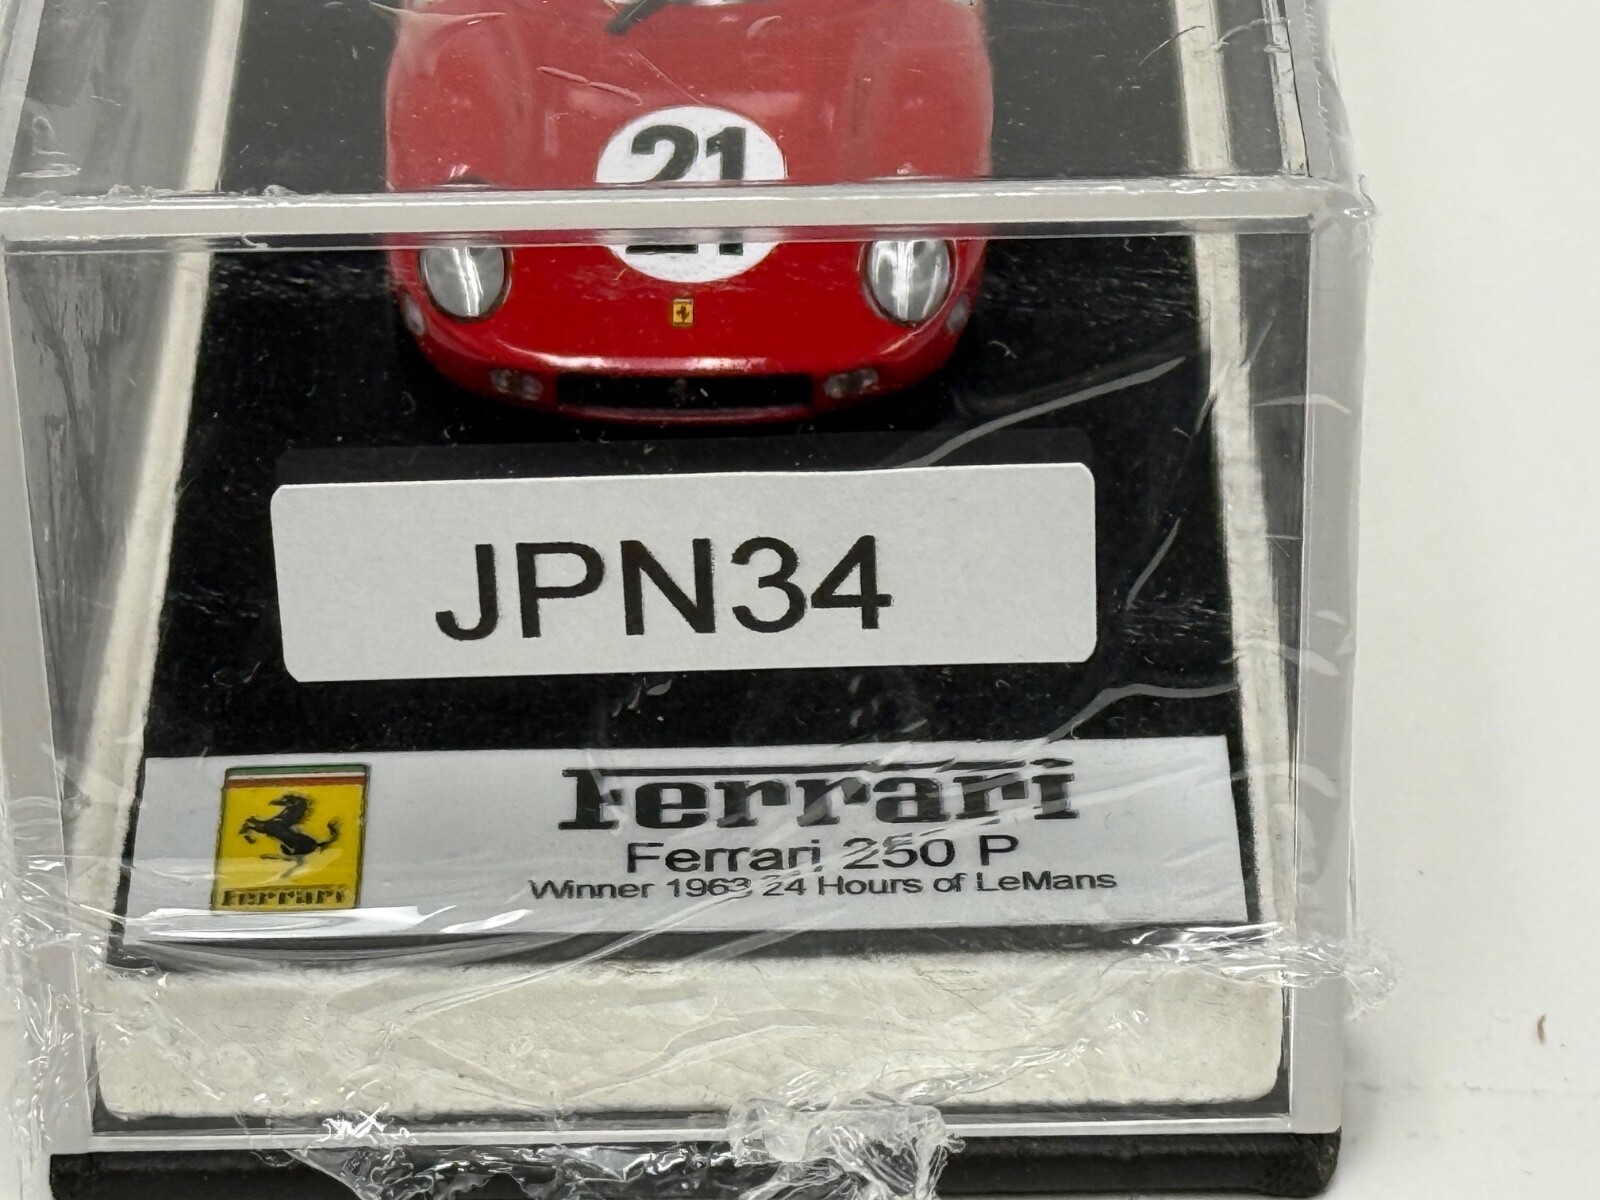 21
JPN34
Ferrari
Ferrari
Ferrari 250 P
Winner 1963 24 Hours of LeMans